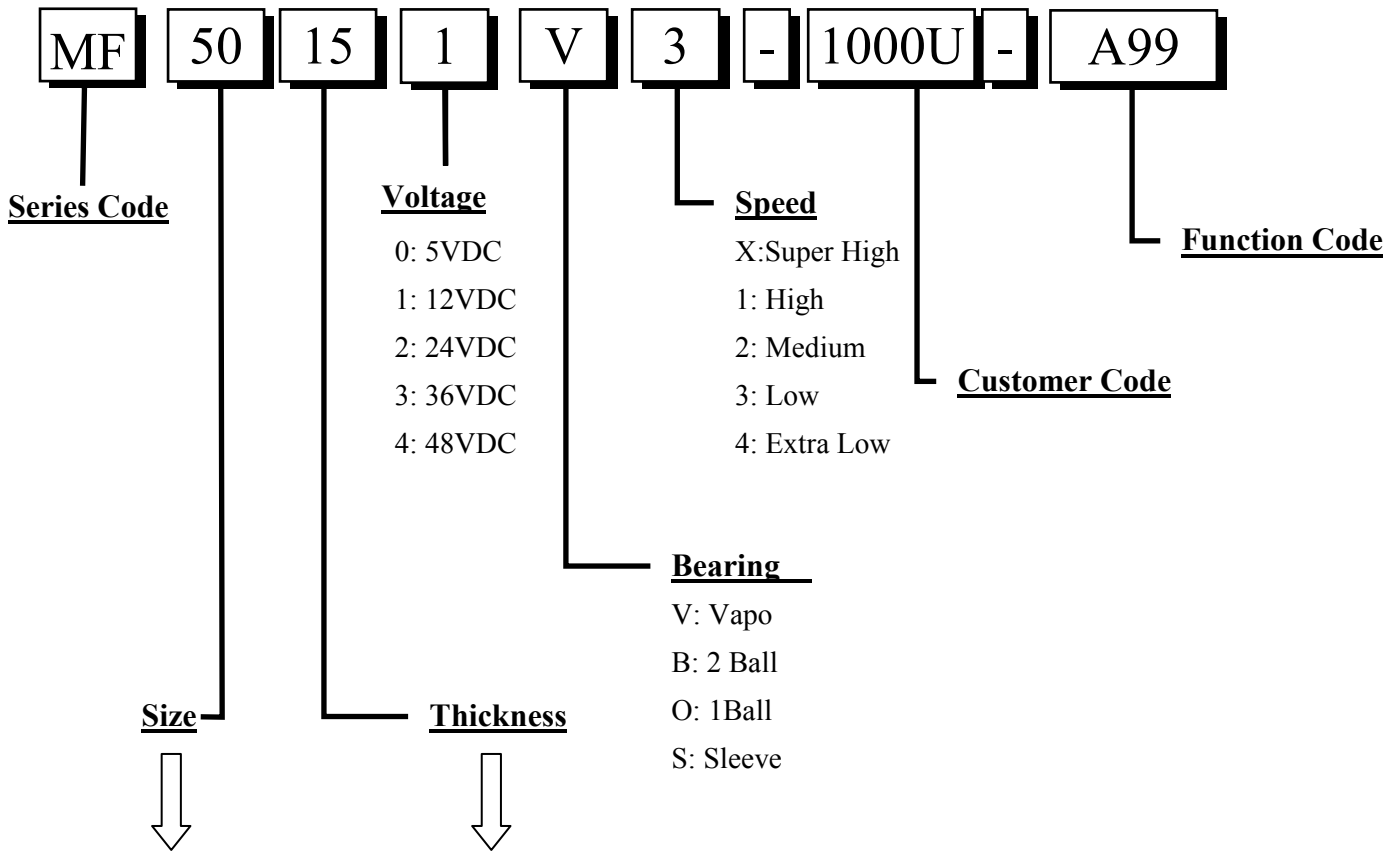 MF 50 15 1 V 3 - 1000U - A99
Series Code
Voltage
0: 5VDC
1: 12VDC
2: 24VDC
3: 36VDC
4: 48VDC
Speed
X:Super High
1: High
2: Medium
3: Low
4: Extra Low
Function Code
Customer Code
Bearing
V: Vapo
B: 2 Ball
O: 1Ball
S: Sleeve
Size
Thickness